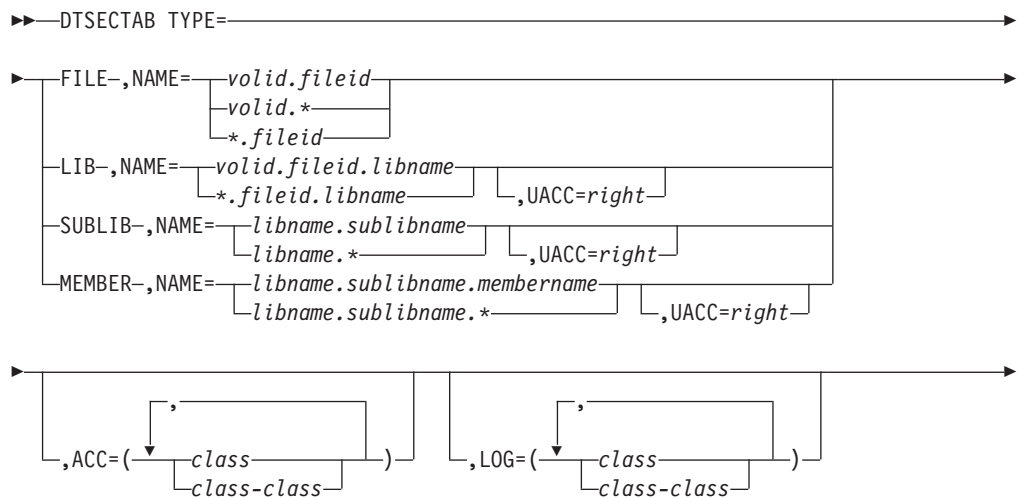 DTSECTAB TYPE=
FILE ,NAME= volid.fileid
volid.*
*.fileid
LIB ,NAME= volid.fileid.libname
*.fileid.libname ,UACC=right
SUBLIB ,NAME= libname.sublibname
libname.* ,UACC=right
MEMBER ,NAME= libname.sublibname.membername
libname.sublibname.* ,UACC=right
, ,
,ACC=( class ) ,LOG=( class )
class-class class-class